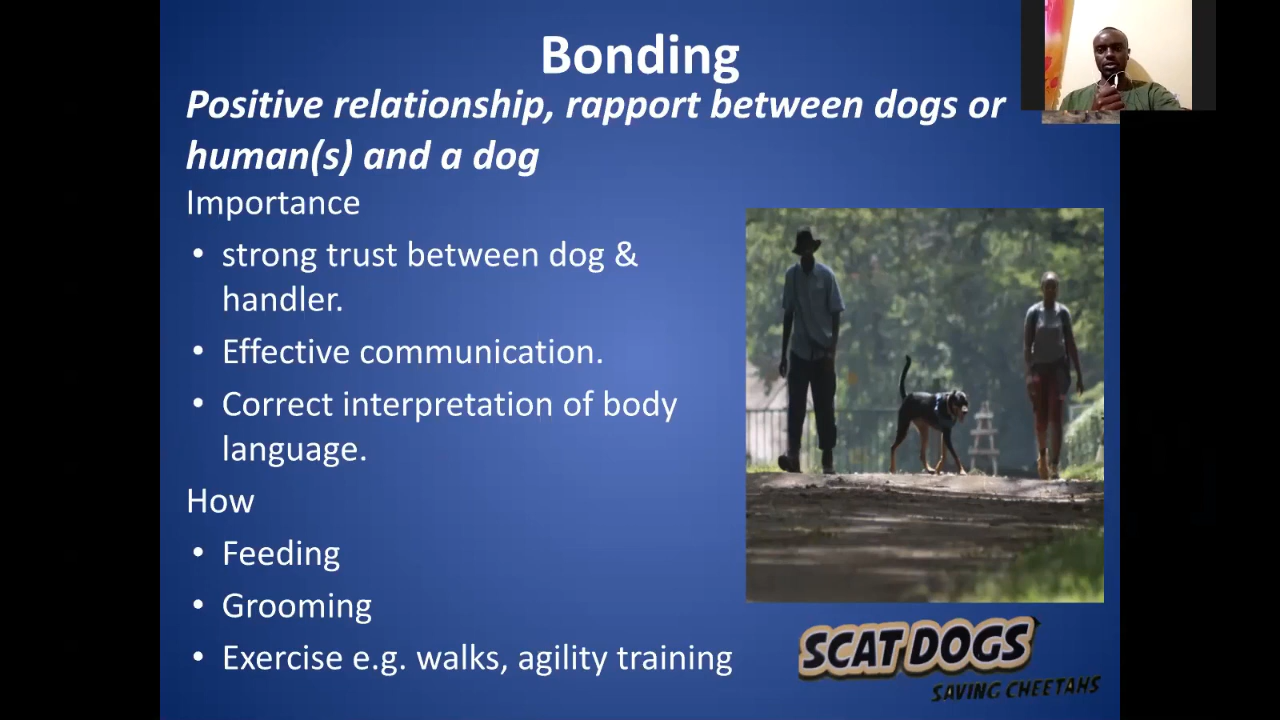 Bonding
Positive relationship, rapport between dogs or
human(s) and a dog
Importance
• strong trust between dog &
handler.
• Effective communication.
• Correct interpretation of body
language.
How
• Feeding
• Grooming
• Exercise e.g. walks, agility training
SCAT DOGS
SAVING CHEETAHS